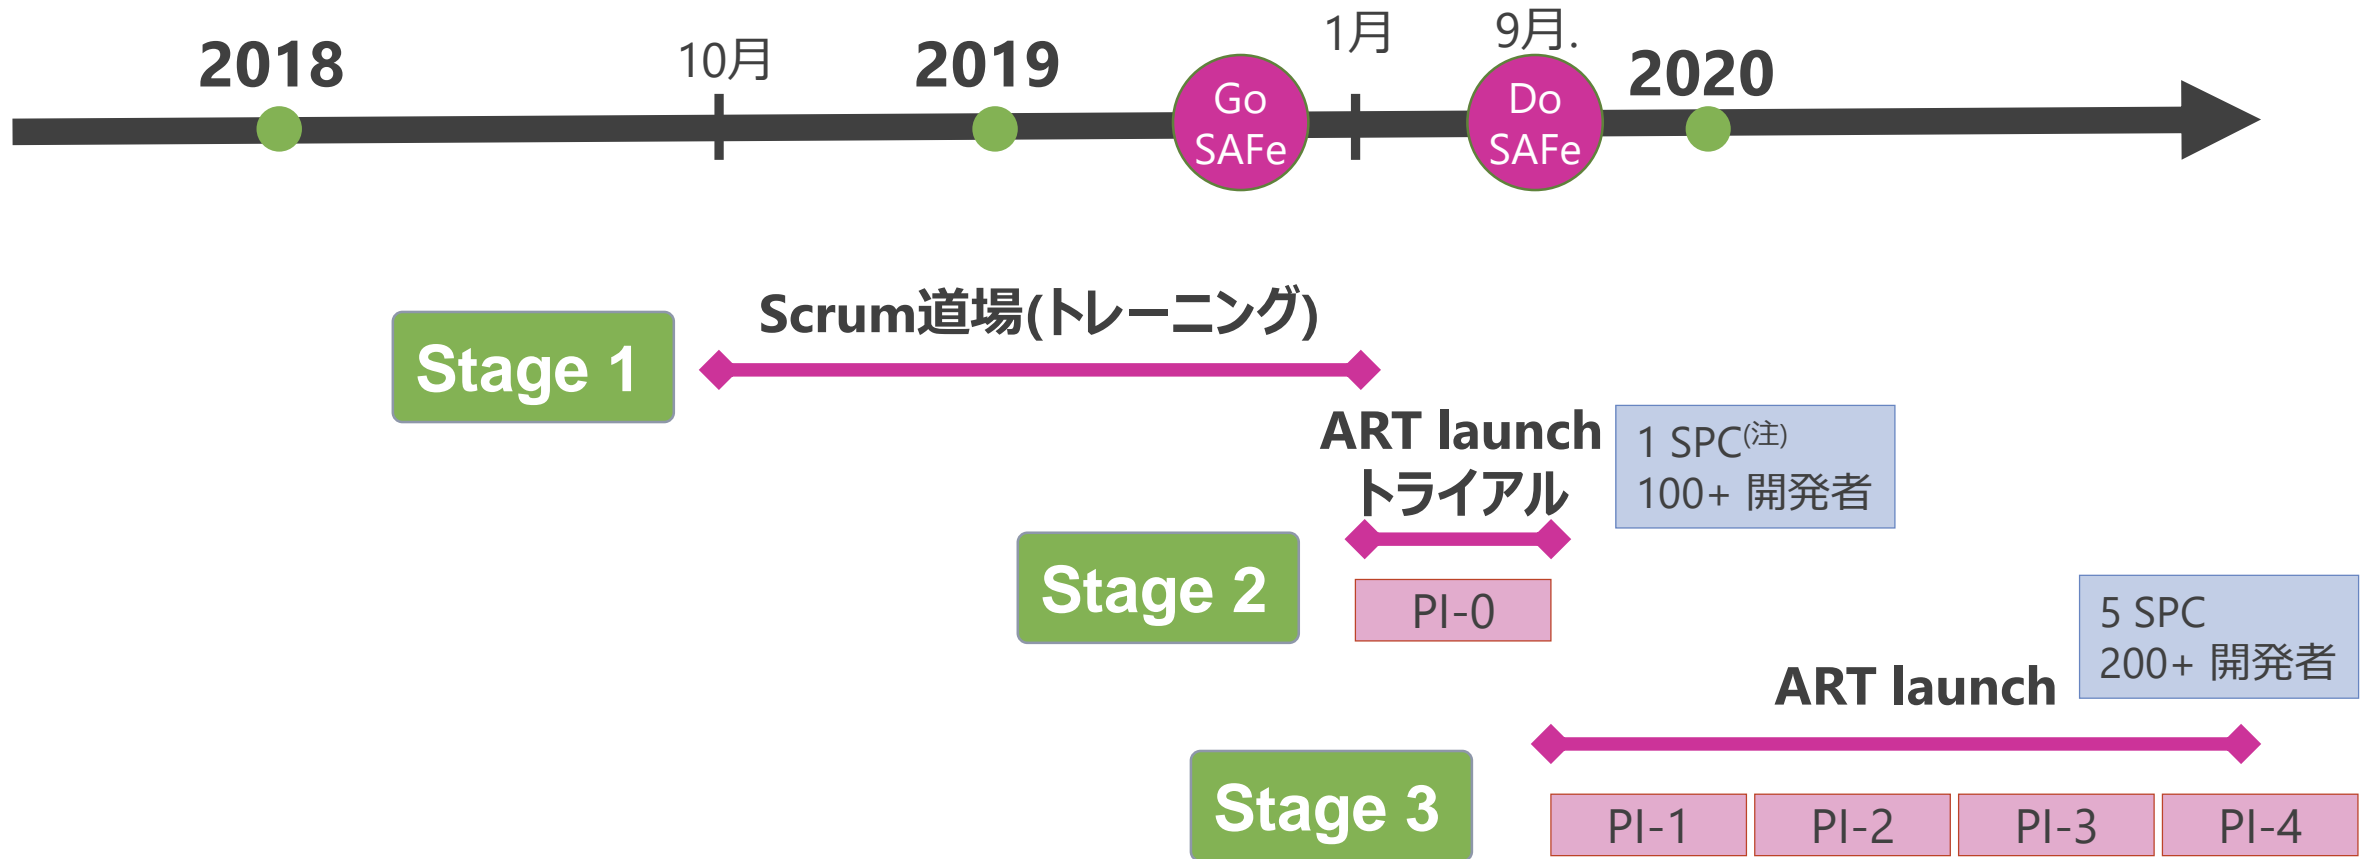 2018
10月
2019
Go
SAFe
1月
9月.
Do
SAFe
2020
Stage 1
Scrum道場(トレーニング)
ART launch
トライアル
1 SPC(注)
100+ 開発者
Stage 2
PI-0
5 SPC
200+ 開発者
ART launch
Stage 3
PI-1
PI-2
PI-3
PI-4